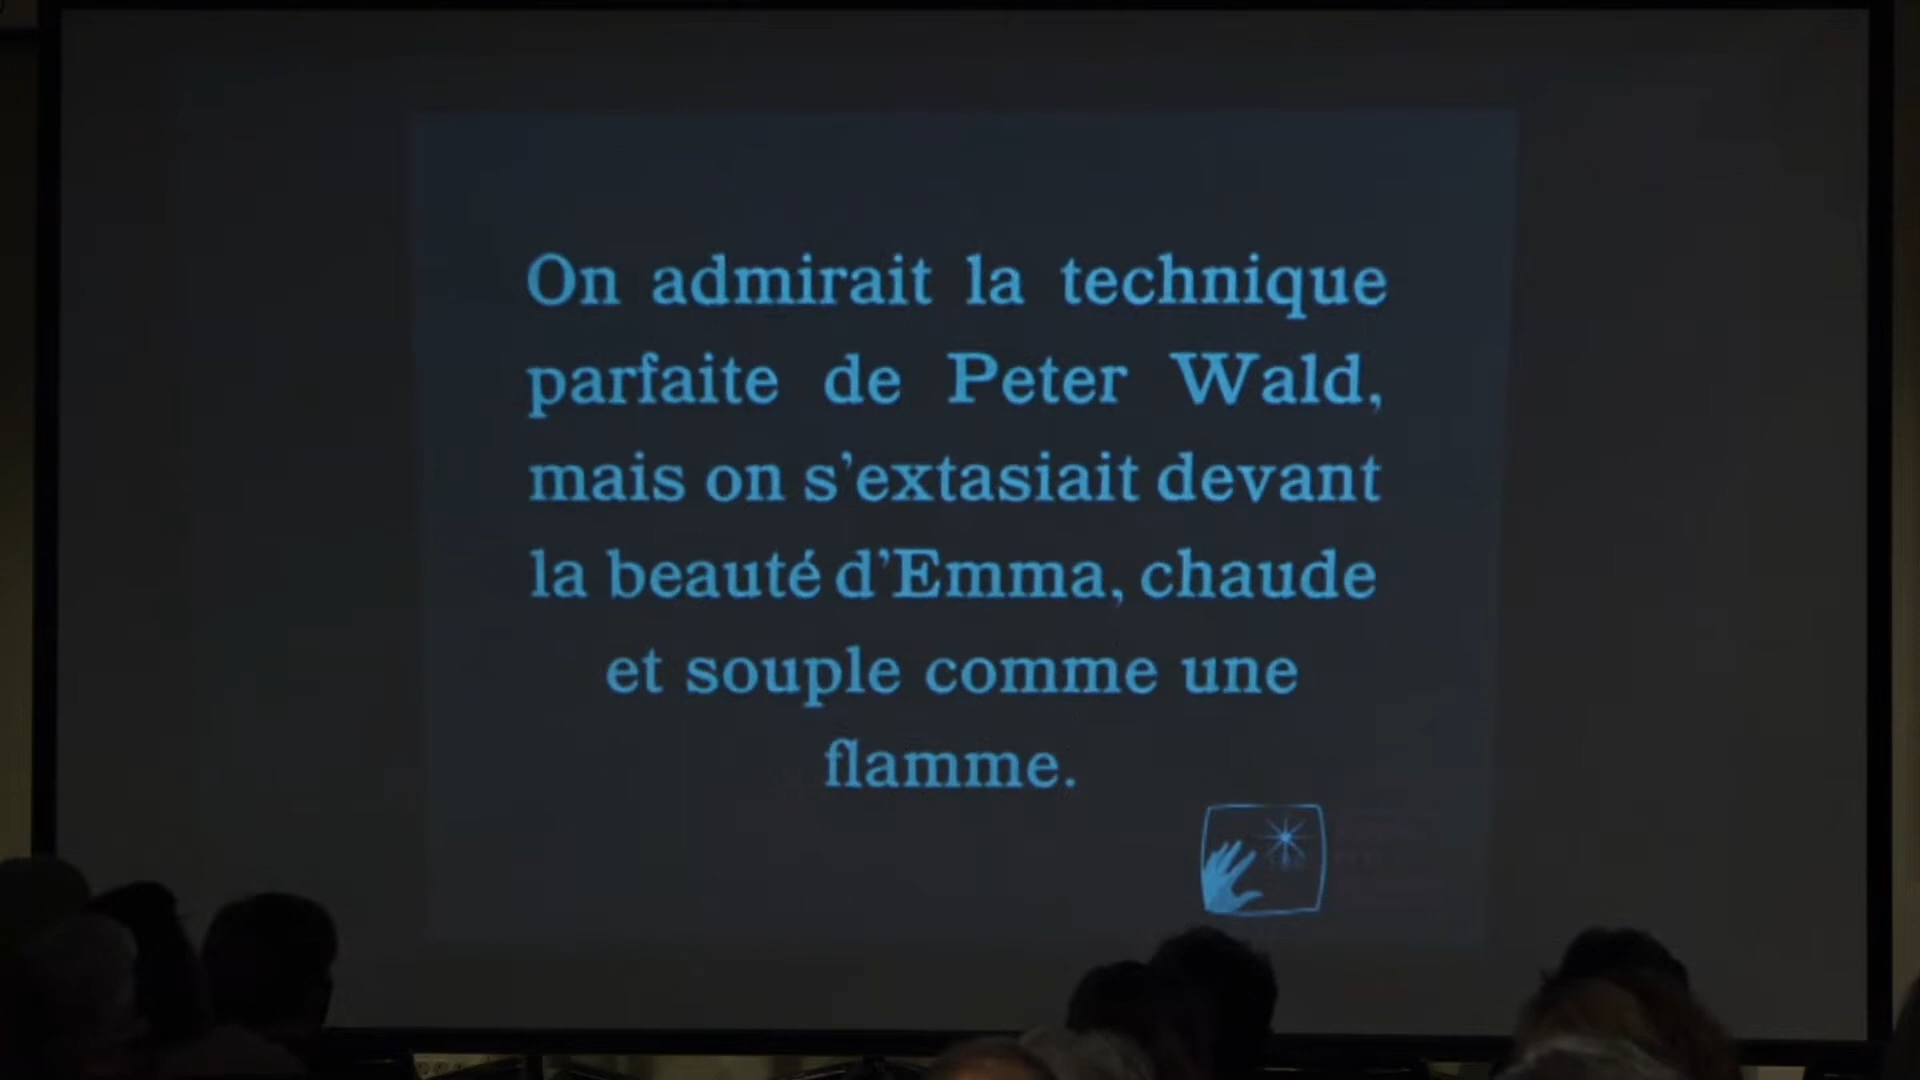 On admirait la technique
parfaite de Peter Wald,
mais on s'extasiait devant
la beauté d'Emma, chaude
et souple comme une
flamme.